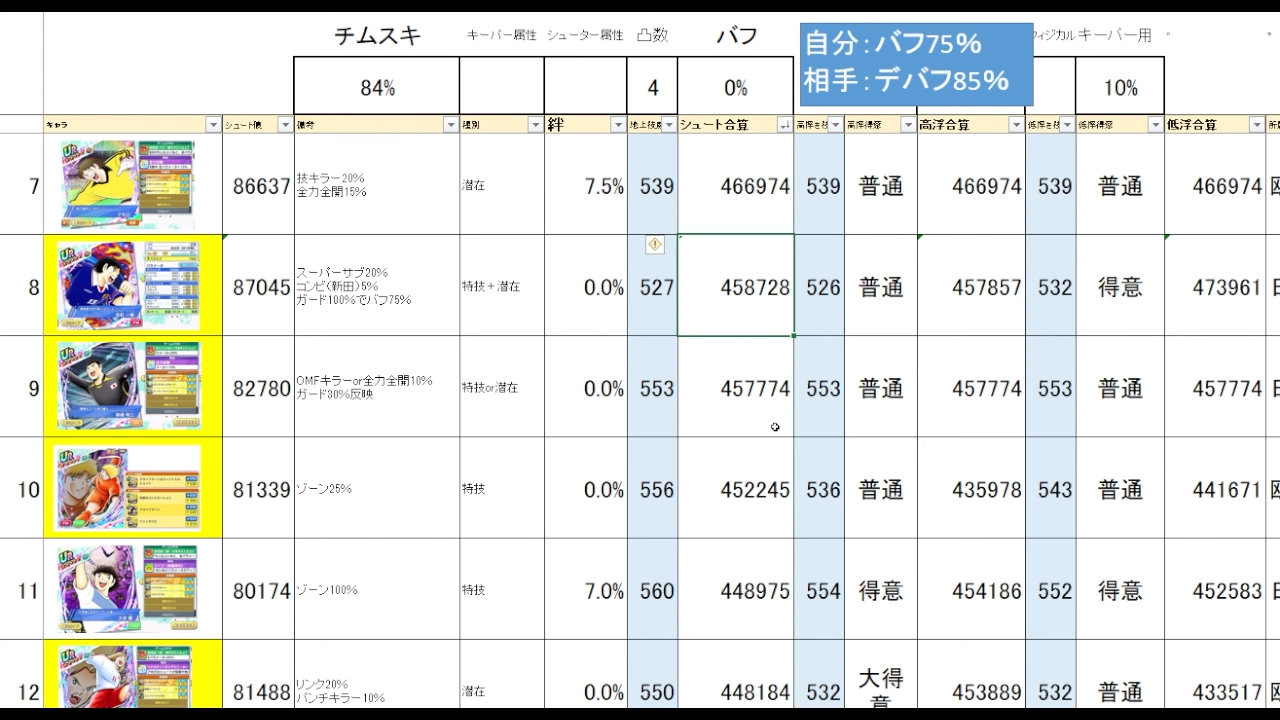 チムスキ キーパー属性 シューター属性 凸数 バフ 自分：バフ75% フィジカル キーパー用
相手：デバフ85%
84% 4 0% 10%
キャラ シュート値 備考 種別 絆 地上技威 シュート合算 高浮き技 高浮得意 高浮合算 低浮き技 低浮得意 低浮合算
7 86637 技キラー20% 潜在 7.5% 539 466974 539 普通 466974 539 普通 466974
全力全開15%
8 87045 スーパーサブ20% 特技＋潜在 0.0% 527 458728 526 普通 457857 532 得意 473961
コンビ（新田）5%
ガード100%でバフ75%
9 82780 OMFキラーor全力全開10% 特技or潜在 0.0% 553 457774 553 普通 457774 553 普通 457774
ガード30%反映
10 81339 ゾーン25% 特技 0.0% 556 452245 536 普通 435978 543 普通 441671
11 80174 ゾーン100% 特技 7.0% 560 448975 554 得意 454186 552 得意 452583
12 81488 リンク20% 潜在 0.0% 550 448184 532 大得意 453889 532 普通 433517
パンチキラー10%